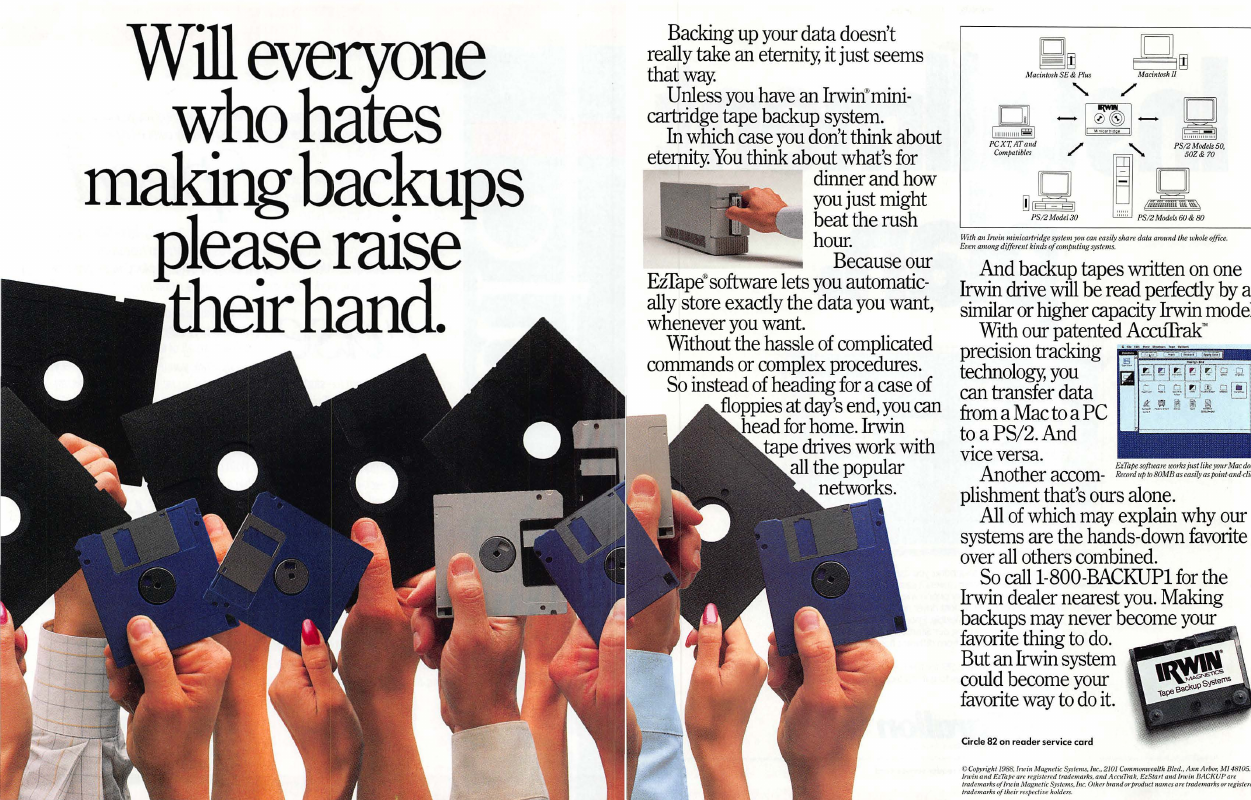 Will everyone
who hates
making backups
please raise
their hand.
Backing up your data doesn't
really take an eternity, it just seems
that way.
Unless you have an Irwin® mini-
cartridge tape backup system.
In which case you don't think about
eternity. You think about what's for
dinner and how
you just might
beat the rush
hour.
Because our
EzTape® software lets you automatic-
ally store exactly the data you want,
whenever you want.
Without the hassle of complicated
commands or complex procedures.
So instead of heading for a case of
floppies at day's end, you can
head for home. Irwin
tape drives work with
all the popular
networks.
Macintosh SE & Plus
Macintosh II
IRWIN
Minicartridge
PC XT, AT and
Compatibles
PS/2 Models 50,
50Z & 70
PS/2 Model 30
PS/2 Models 60 & 80
With an Irwin minicartridge system you can easily share data around the whole office.
Even among different kinds of computing systems.
And backup tapes written on one
Irwin drive will be read perfectly by a
similar or higher capacity Irwin model
With our patented AccuTrak™
precision tracking
technology, you
can transfer data
from a Mac to a PC
to a PS/2. And
vice versa.
EzTape software works just like your Mac do
Record up to 80MB as easily as point-and-cli
Another accom-
plishment that's ours alone.
All of which may explain why our
systems are the hands-down favorite
over all others combined.
So call 1-800-BACKUP1 for the
Irwin dealer nearest you. Making
backups may never become your
favorite thing to do.
But an Irwin system
could become your
favorite way to do it.
IRWIN
MAGNETICS
Tape Backup Systems
Circle 82 on reader service card
© Copyright 1988, Irwin Magnetic Systems, Inc., 2101 Commonwealth Blvd., Ann Arbor, MI 48105.
Irwin and EzTape are registered trademarks, and AccuTrak, EzStart and Irwin BACKUP are
trademarks of Irwin Magnetic Systems, Inc. Other brand or product names are trademarks or registere
trademarks of their respective holders.